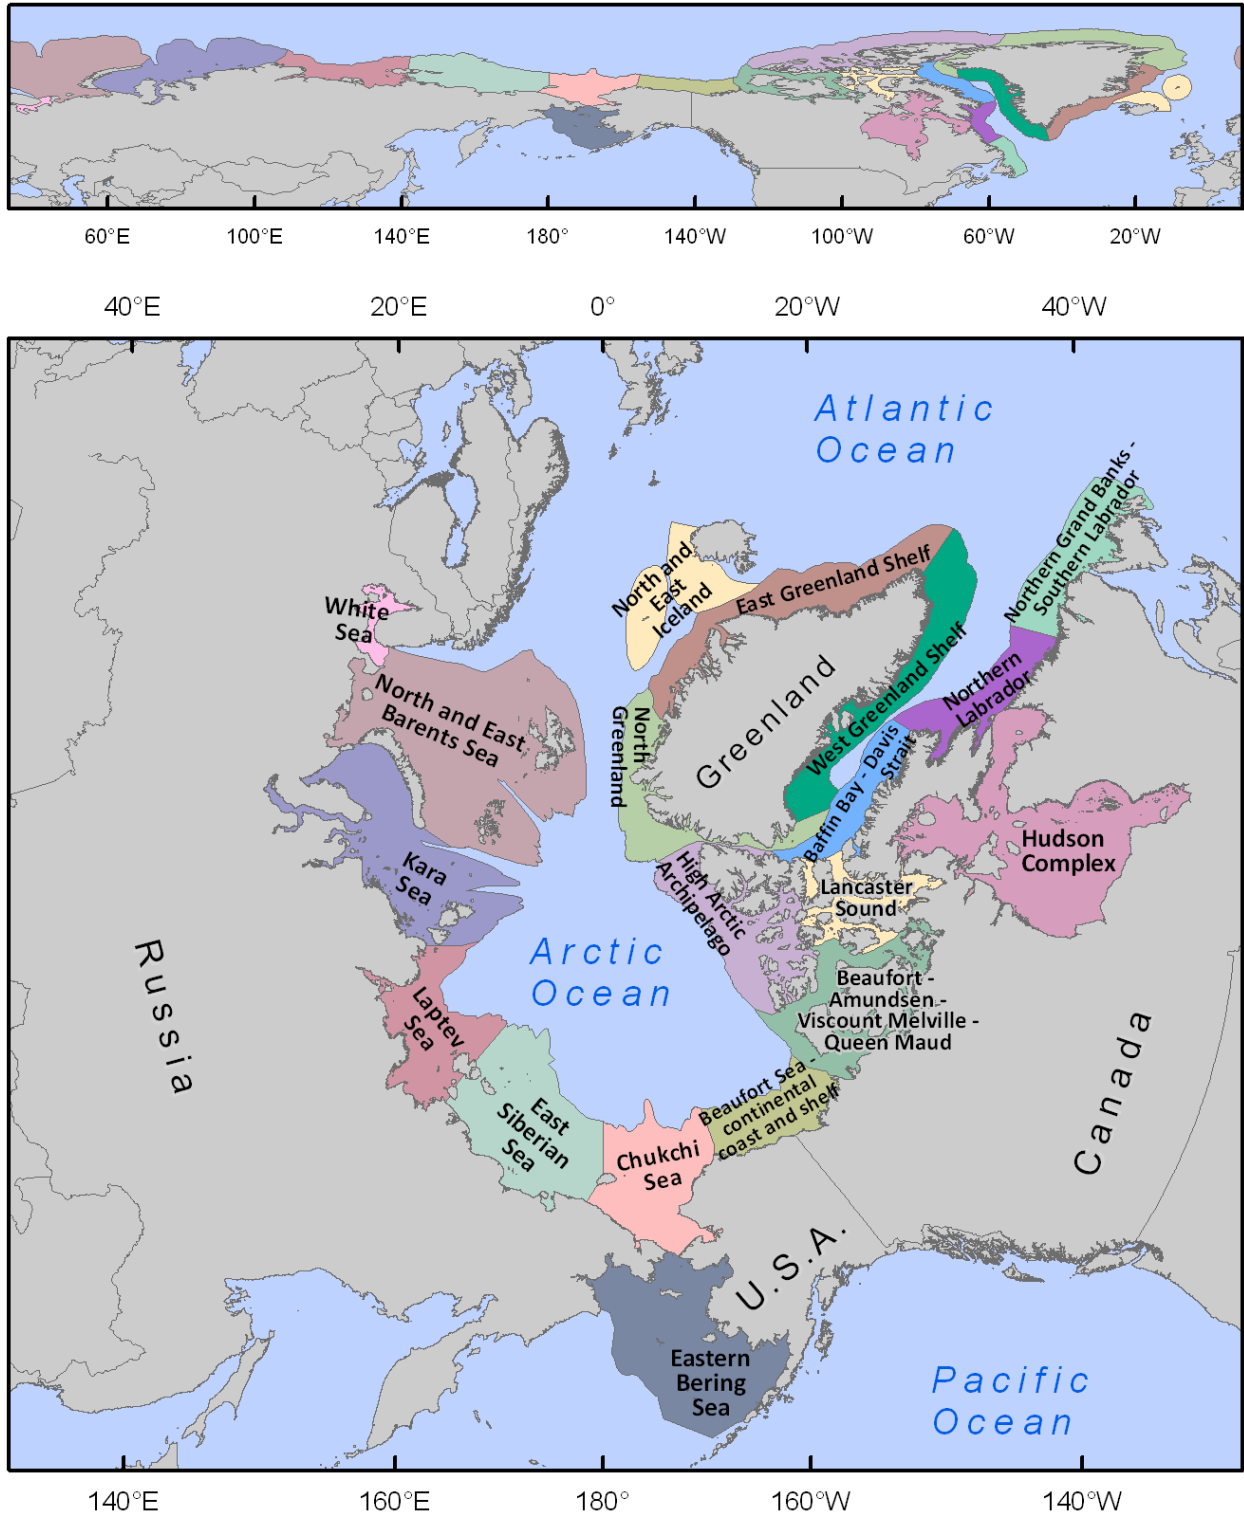 60°E 100°E 140°E 180° 140°W 100°W 60°W 20°W
40°E 20°E 0° 20°W 40°W
Atlantic
Ocean
Northern Grand Banks -
Southern Labrador
North and
East
Iceland
East Greenland Shelf
White
Sea
Greenland
West Greenland Shelf
Northern
Labrador
North and East
Barents Sea
North
Greenland
Baffin Bay - Davis
Strait
Hudson
Complex
Kara
Sea
High Arctic
Archipelago
Lancaster
Sound
Russia
Arctic
Ocean
Laptev
Sea
Beaufort -
Amundsen -
Viscount Melville -
Queen Maud
Canada
Beaufort Sea -
continental
coast and shelf
East
Siberian
Sea
Chukchi
Sea
U.S.A.
Eastern
Bering
Sea
Pacific
Ocean
140°E 160°E 180° 160°W 140°W